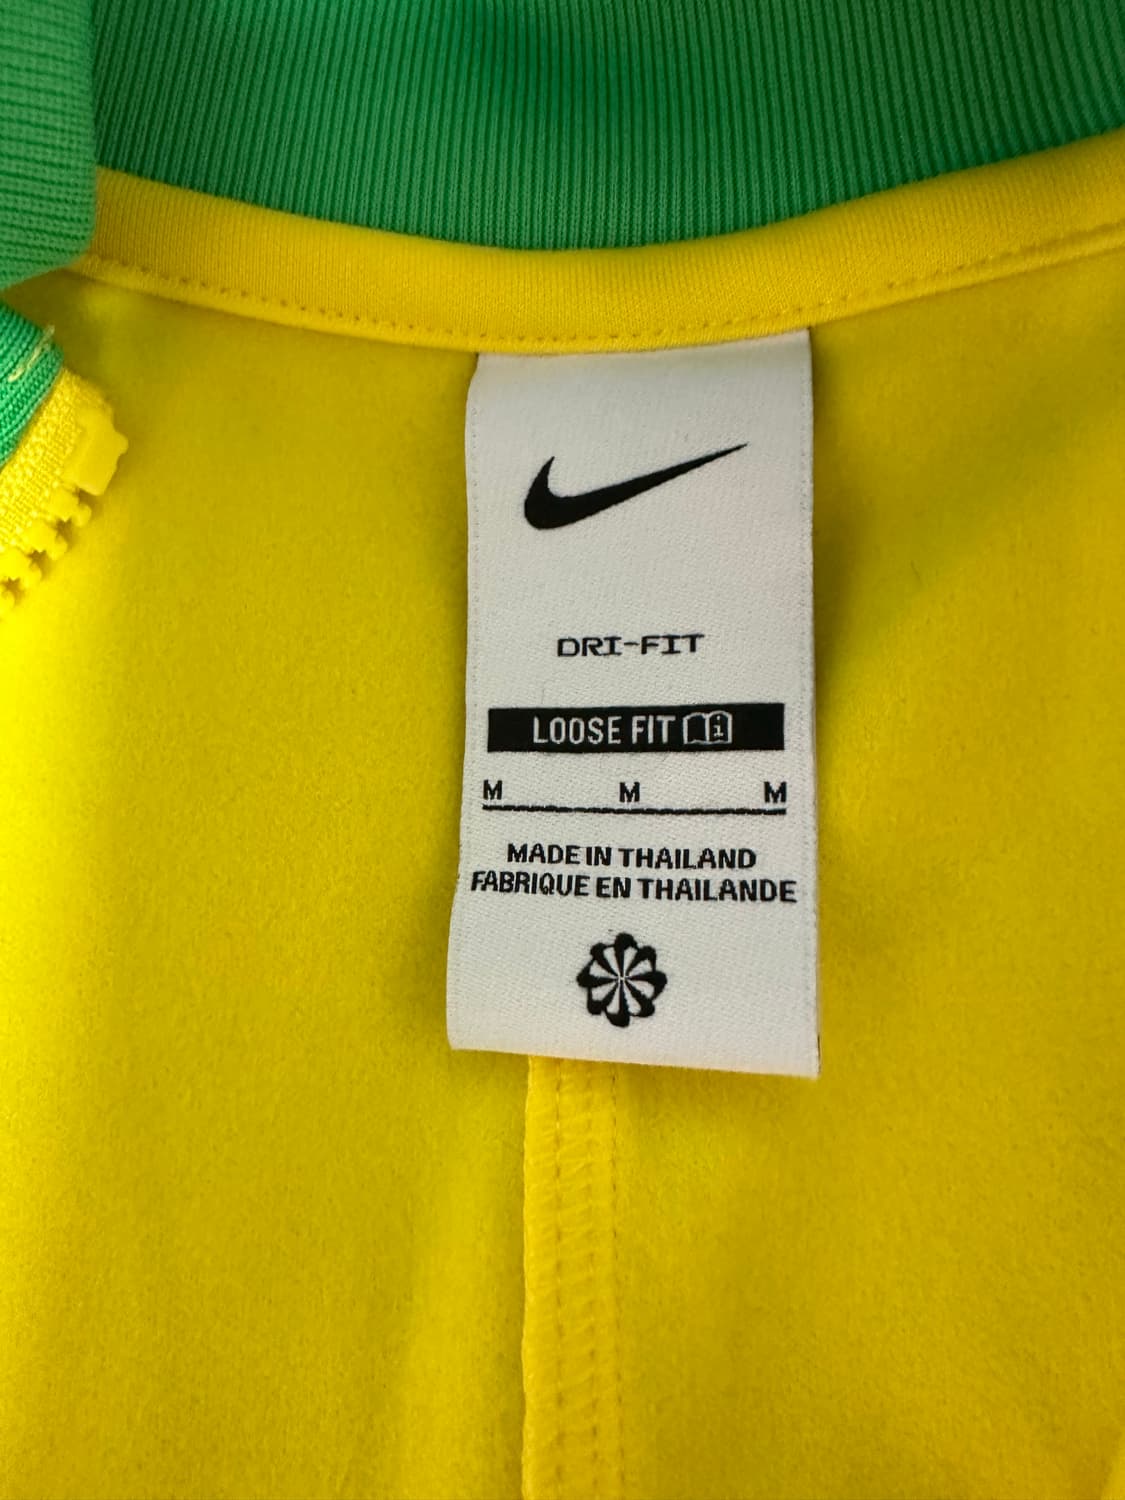 DRI-FIT
LOOSE FIT
M M M
MADE IN THAILAND
FABRIQUE EN THAILANDE